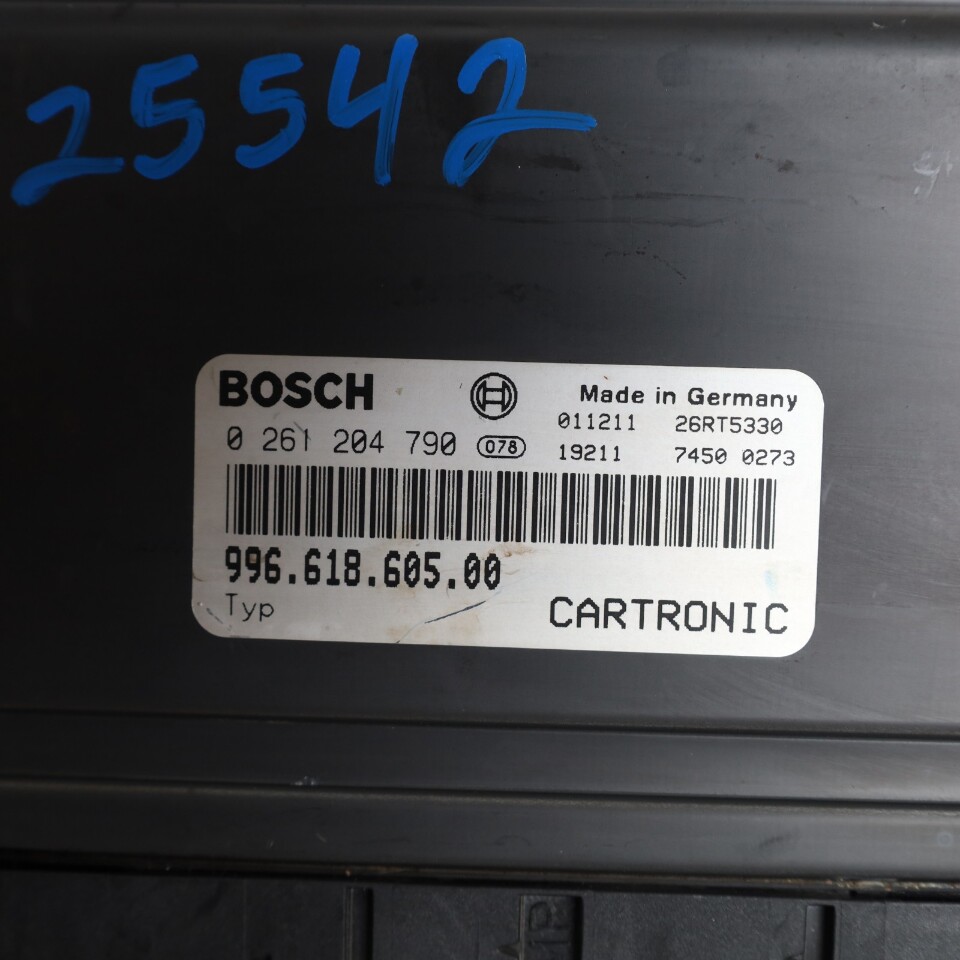 25542
BOSCH
Made in Germany
011211 26RT5330
0 261 204 790 078
19211 7450 0273
996.618.605.00
Typ
CARTRONIC